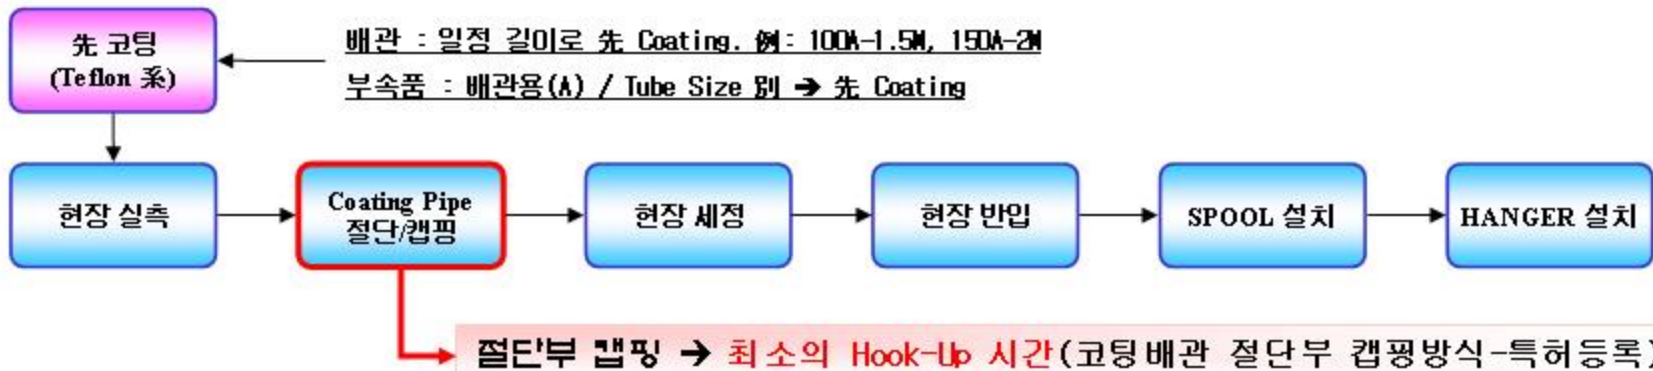 先 코팅
(Teflon 系)
배관 : 일정 길이로 先 Coating. 例: 100A-1.5M, 150A-2M
부속품 : 배관용(A) / Tube Size 別 → 先 Coating
현장 실측
Coating Pipe
절단/캡핑
현장 세정
현장 반입
SPOOL 설치
HANGER 설치
절단부 캡핑 → 최소의 Hook-Up 시간(코팅배관 절단부 캡핑방식-특허등록)